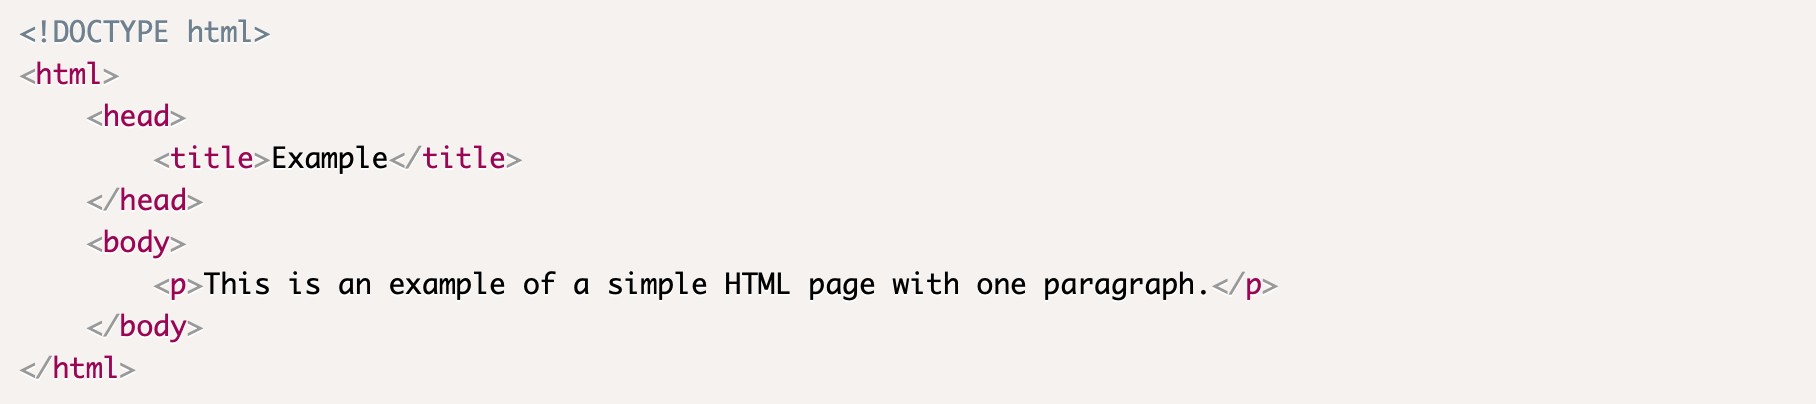 <!DOCTYPE html>
<html>
    <head>
        <title>Example</title>
    </head>
    <body>
        <p>This is an example of a simple HTML page with one paragraph.</p>
    </body>
</html>